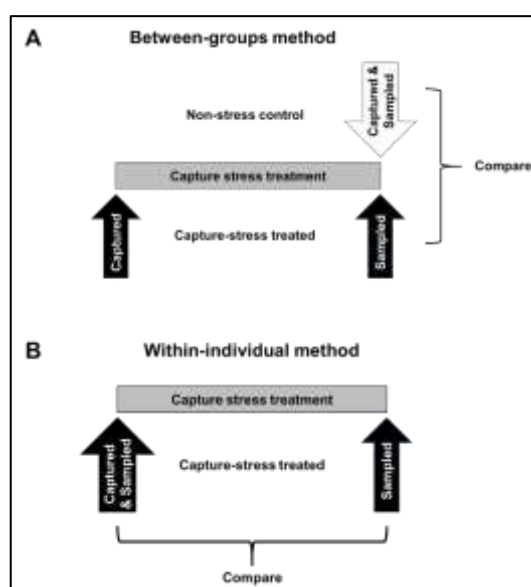 A
Between-groups method
Captured &
Sampled
Non-stress control
Capture stress treatment
Compare
Captured
Capture-stress treated
Sampled
B
Within-individual method
Capture stress treatment
Captured
& Sampled
Capture-stress treated
Sampled
Compare